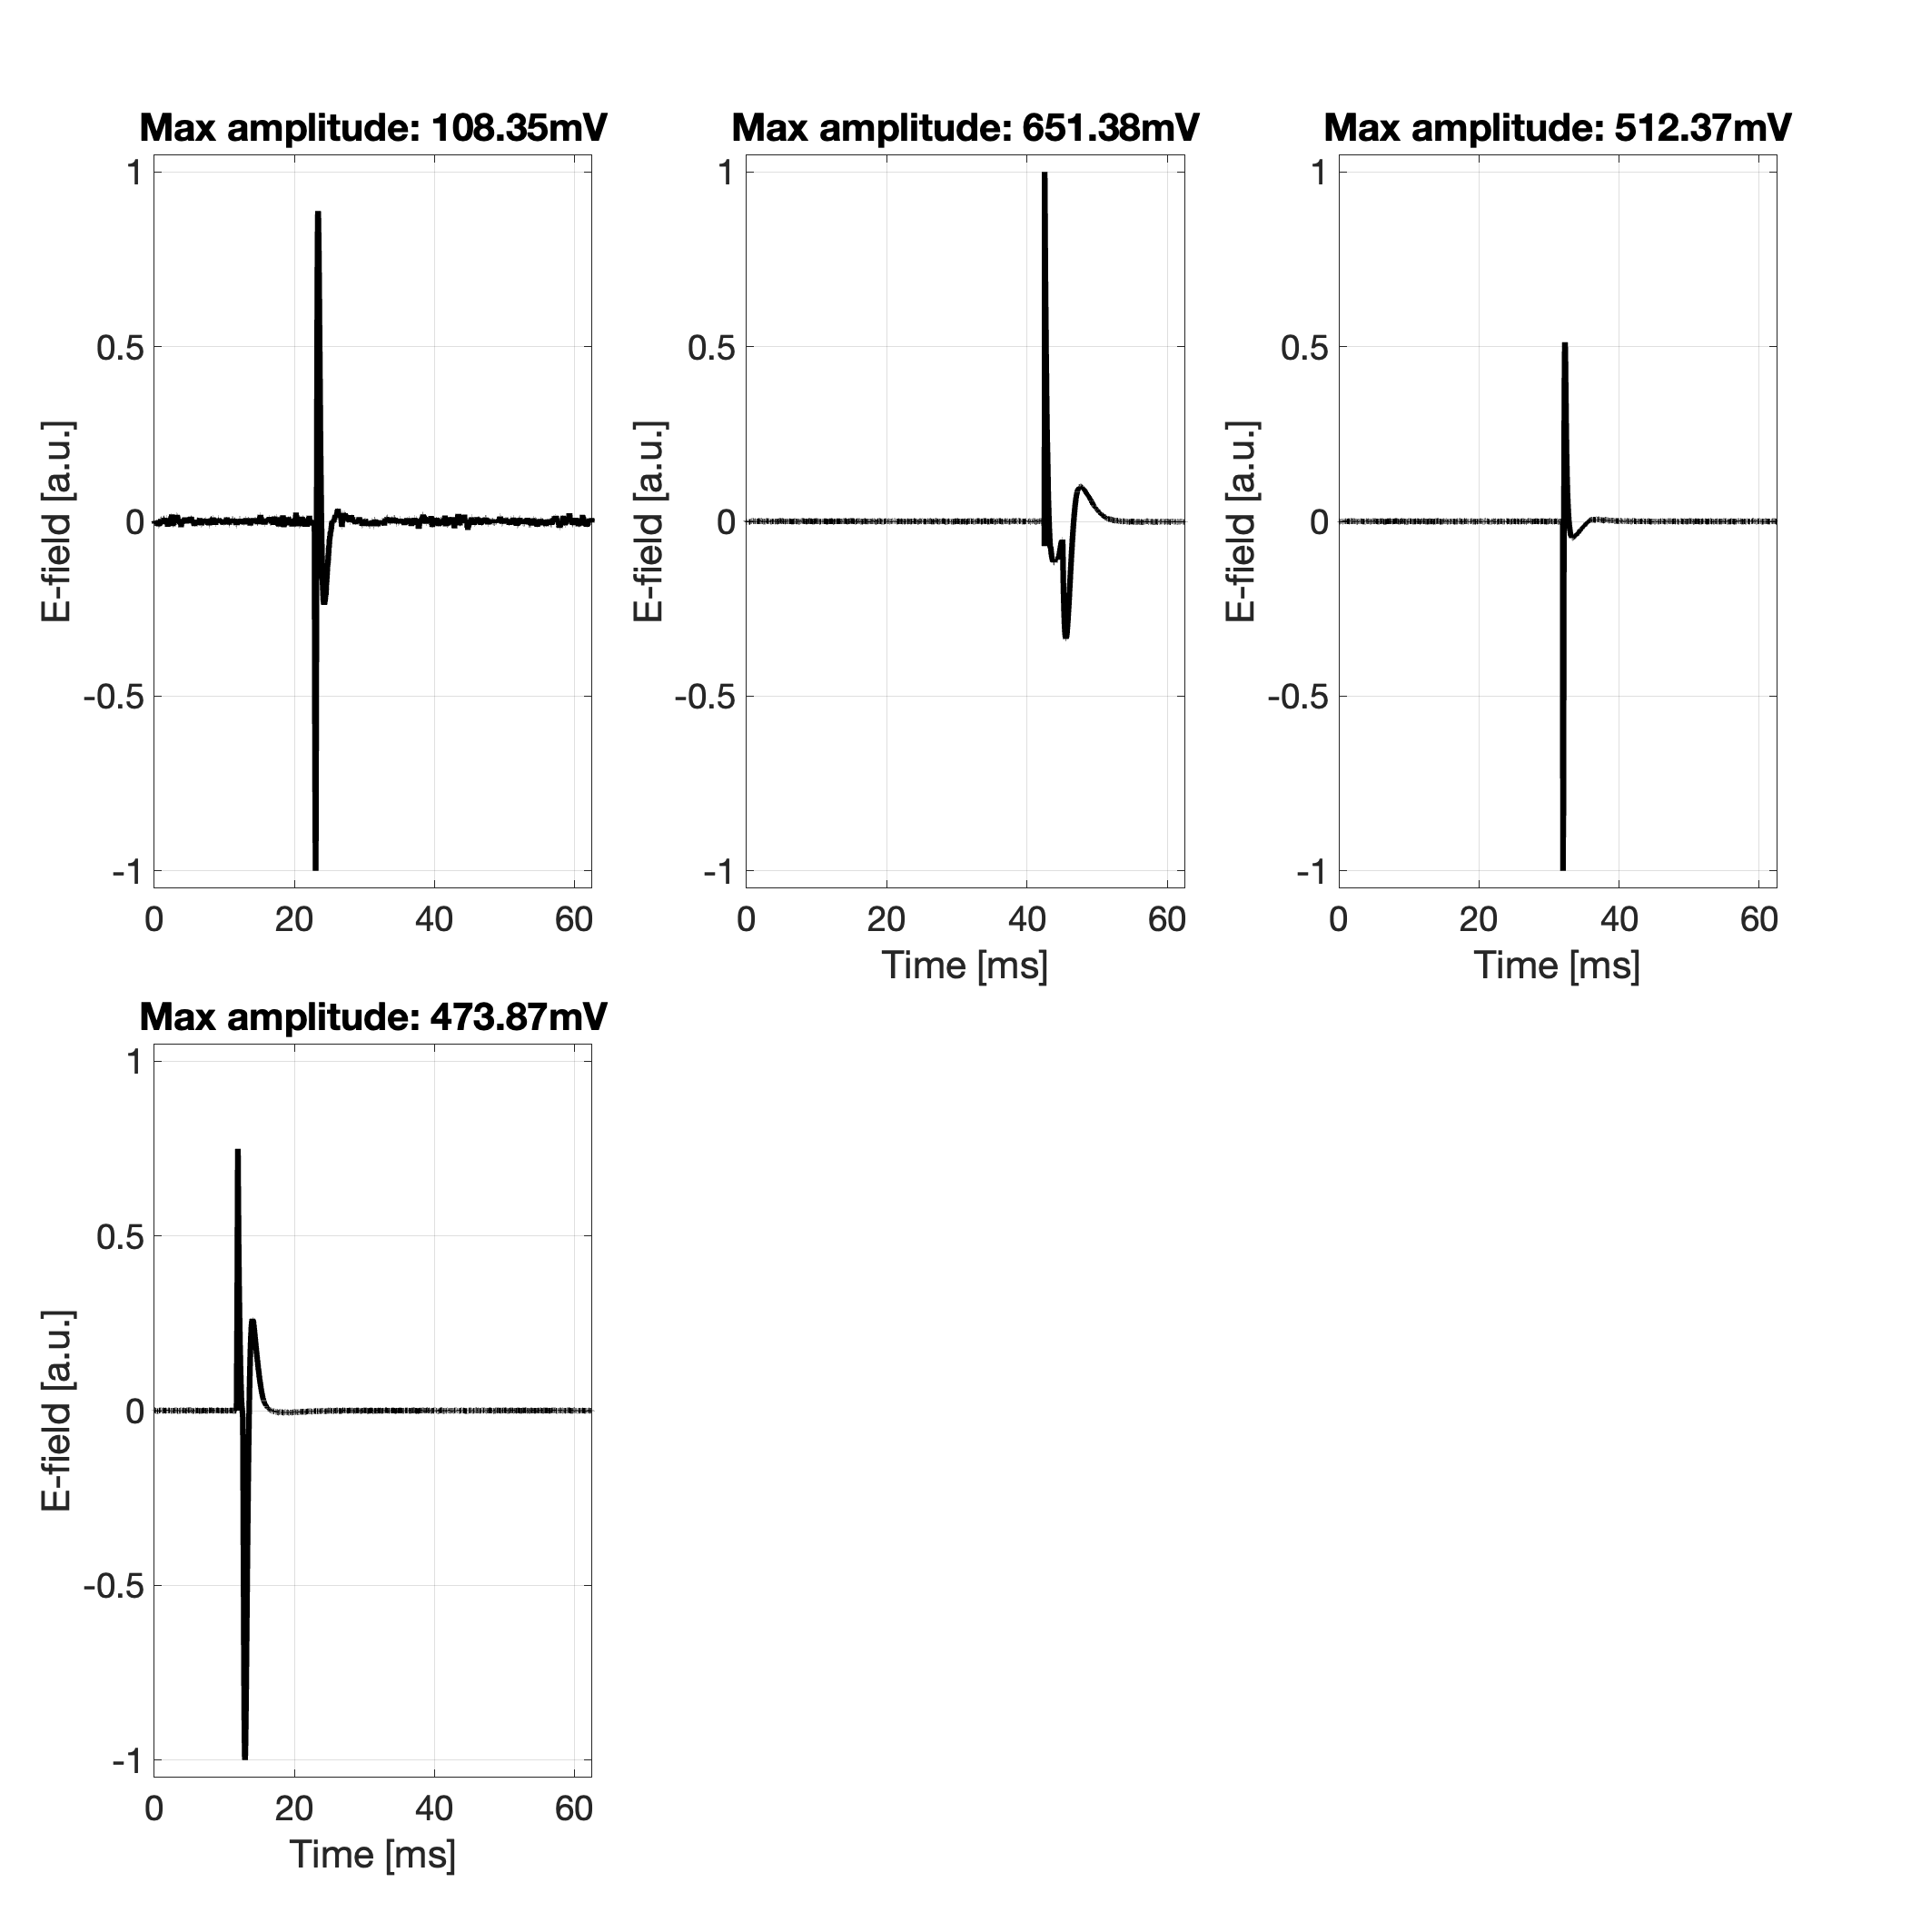 Max amplitude: 108.35mV
1
0.5
0
-0.5
-1
E-field [a.u.]
0 20 40 60
Max amplitude: 651.38mV
1
0.5
0
-0.5
-1
E-field [a.u.]
0 20 40 60
Time [ms]
Max amplitude: 512.37mV
1
0.5
0
-0.5
-1
E-field [a.u.]
0 20 40 60
Time [ms]
Max amplitude: 473.87mV
1
0.5
0
-0.5
-1
E-field [a.u.]
0 20 40 60
Time [ms]